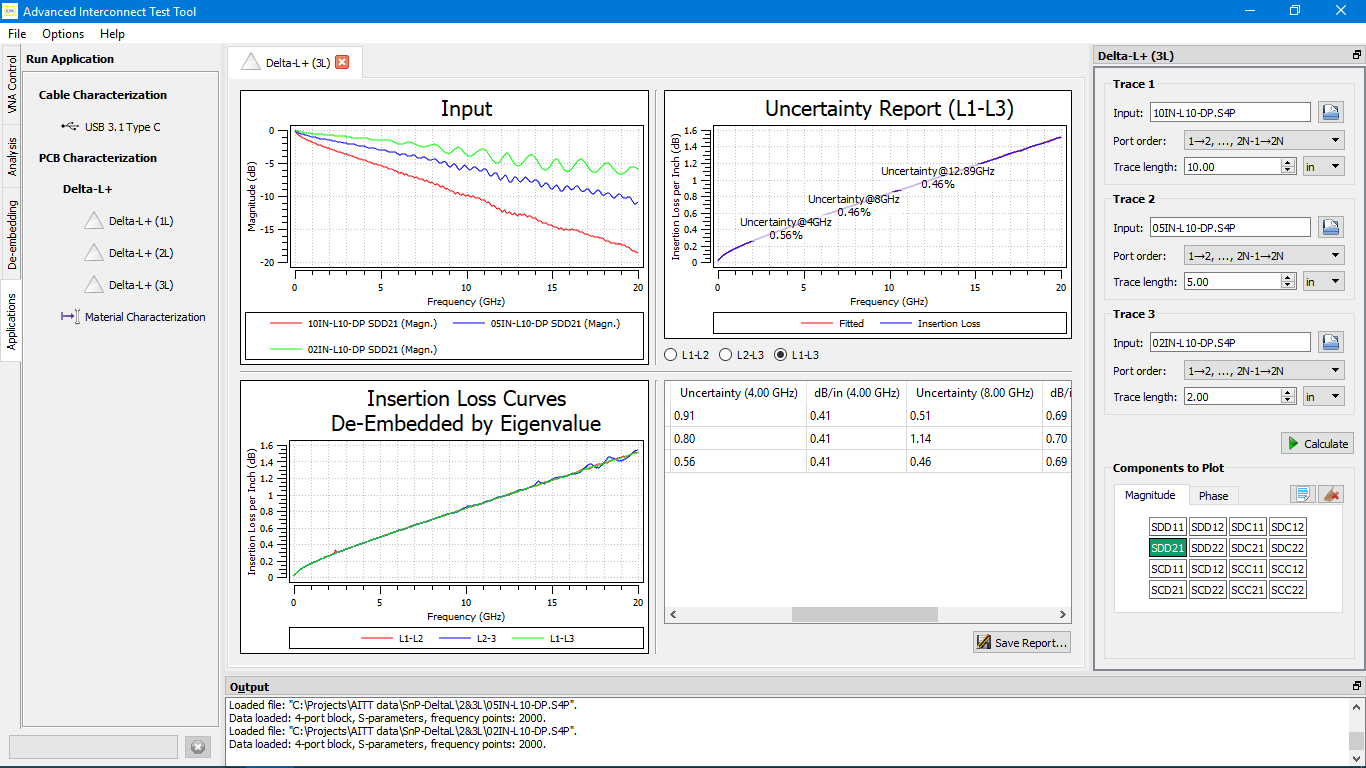 Advanced Interconnect Test Tool
File Options Help
VNA Control
Analysis
De-embedding
Applications
Run Application
Cable Characterization
USB 3.1 Type C
PCB Characterization
Delta-L+
Delta-L+ (1L)
Delta-L+ (2L)
Delta-L+ (3L)
Material Characterization
Delta-L+ (3L)
Input
Magnitude (dB)
0
-5
-10
-15
-20
0 5 10 15 20
Frequency (GHz)
10IN-L10-DP SDD21 (Magn.) 05IN-L10-DP SDD21 (Magn.)
02IN-L10-DP SDD21 (Magn.)
Uncertainty Report (L1-L3)
Insertion Loss per Inch (dB)
1.6
1.4
1.2
1
0.8
0.6
0.4
0.2
0
Uncertainty@12.89GHz
0.46%
Uncertainty@8GHz
0.46%
Uncertainty@4GHz
0.56%
0 5 10 15 20
Frequency (GHz)
Fitted Insertion Loss
L1-L2 L2-L3 L1-L3
Insertion Loss Curves
De-Embedded by Eigenvalue
Insertion Loss per Inch (dB)
1.6
1.4
1.2
1
0.8
0.6
0.4
0.2
0
0 5 10 15 20
Frequency (GHz)
L1-L2 L2-3 L1-L3
Uncertainty (4.00 GHz) dB/in (4.00 GHz) Uncertainty (8.00 GHz) dB/i
0.91 0.41 0.51 0.69
0.80 0.41 1.14 0.70
0.56 0.41 0.46 0.69
Save Report...
Delta-L+ (3L)
Trace 1
Input: 10IN-L10-DP.S4P
Port order: 1→2, ..., 2N-1→2N
Trace length: 10.00 in
Trace 2
Input: 05IN-L10-DP.S4P
Port order: 1→2, ..., 2N-1→2N
Trace length: 5.00 in
Trace 3
Input: 02IN-L10-DP.S4P
Port order: 1→2, ..., 2N-1→2N
Trace length: 2.00 in
Calculate
Components to Plot
Magnitude Phase
SDD11 SDD12 SDC11 SDC12
SDD21 SDD22 SDC21 SDC22
SCD11 SCD12 SCC11 SCC12
SCD21 SCD22 SCC21 SCC22
Output
Loaded file: "C:\Projects\AITT data\SnP-DeltaL\2&3L\05IN-L10-DP.S4P".
Data loaded: 4-port block, S-parameters, frequency points: 2000.
Loaded file: "C:\Projects\AITT data\SnP-DeltaL\2&3L\02IN-L10-DP.S4P".
Data loaded: 4-port block, S-parameters, frequency points: 2000.